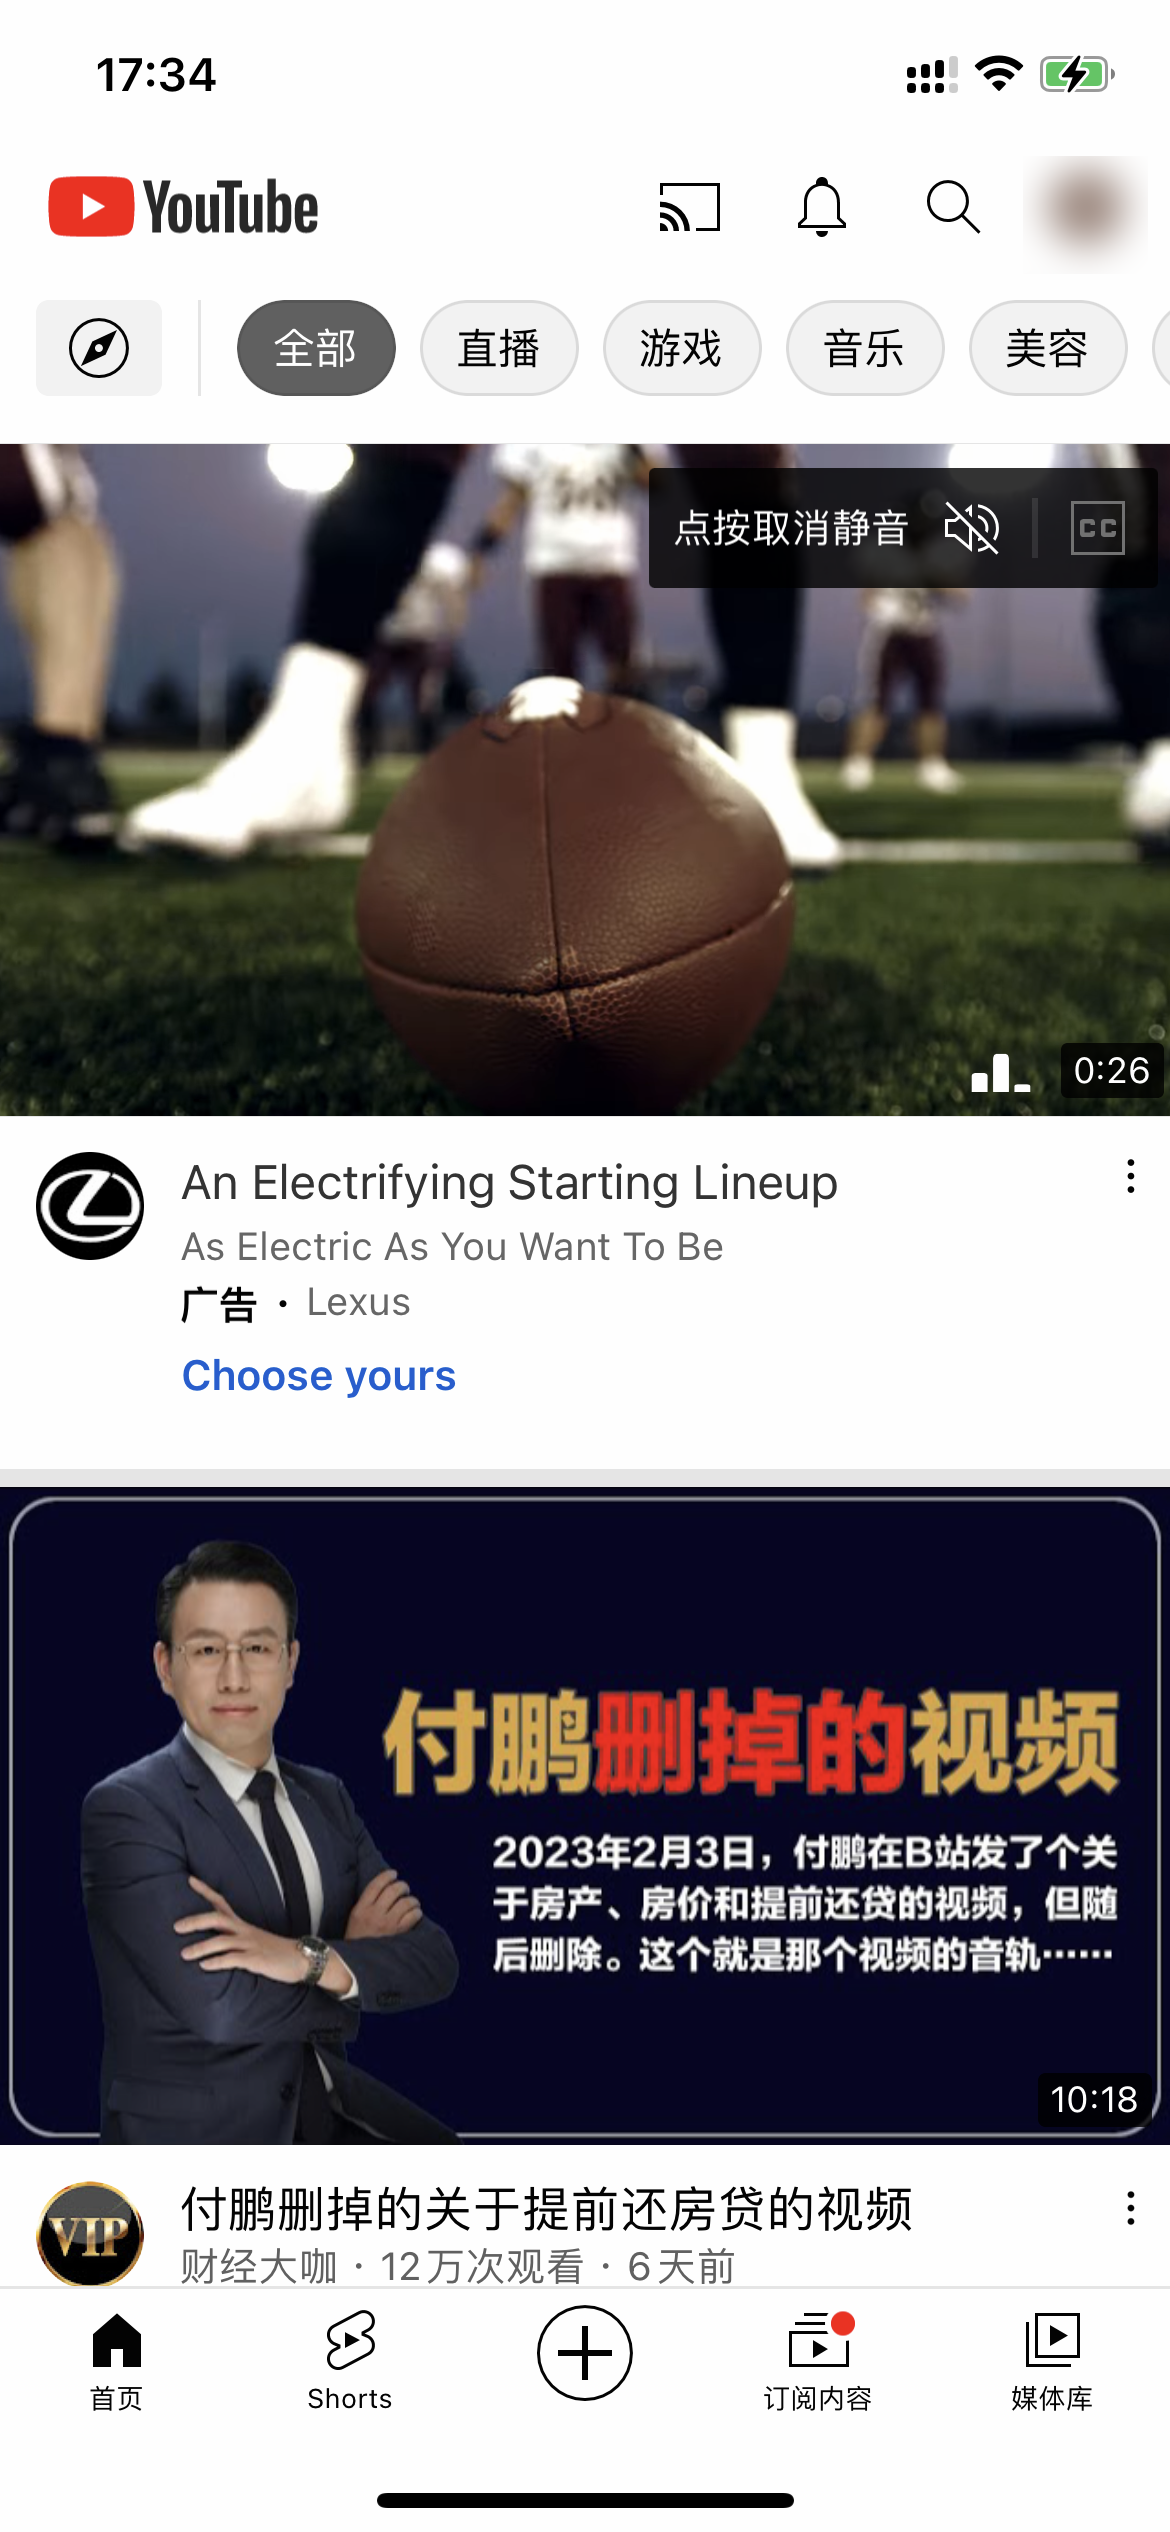 17:34
YouTube
全部 直播 游戏 音乐 美容
点按取消静音 CC
0:26
An Electrifying Starting Lineup
As Electric As You Want To Be
广告 · Lexus
Choose yours
付鹏删掉的视频
2023年2月3日，付鹏在B站发了个关
于房产、房价和提前还贷的视频，但随
后删除。这个就是那个视频的音轨……
10:18
VIP
付鹏删掉的关于提前还房贷的视频
财经大咖 · 12万次观看 · 6天前
首页 Shorts 订阅内容 媒体库